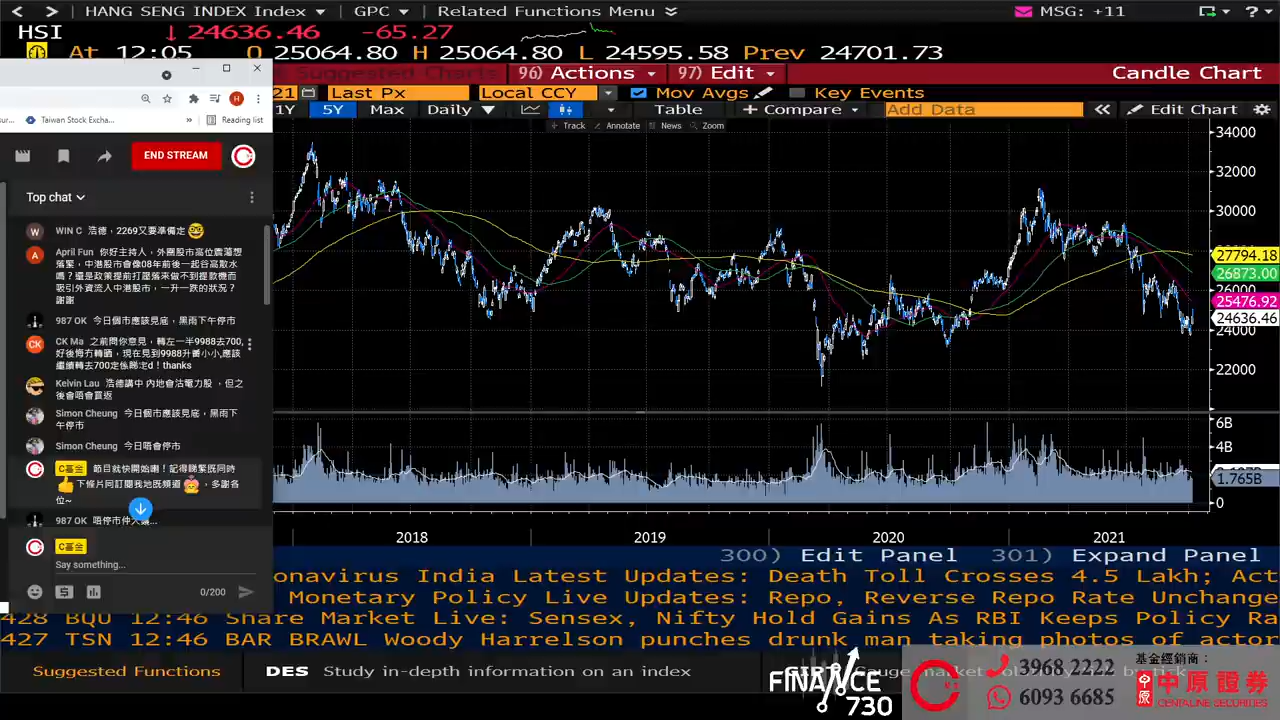 HANG SENG INDEX Index GPC Related Functions Menu MSG: +11
HSI 24636.46 -65.27
At 12:05 O 25064.80 H 25064.80 L 24595.58 Prev 24701.73
96) Actions 97) Edit Candle Chart
21 Last Px Local CCY Mov Avgs Key Events
1Y 5Y Max Daily Table + Compare Add Data Edit Chart
Track Annotate News Zoom
Taiwan Stock Excha... Reading list
END STREAM
Top chat
WIN C 浩德，2269又要準備定
April Fun 你好主持人，外圍股市高位震蕩想
落緊，中港股市會像08年前後一起谷高散水
嗎？還是政策提前打壓落來做不到提款機而
吸引外資流入中港股市，一升一跌的狀況？
謝謝
987 OK 今日個市應該見底，黑雨下午停市
CK Ma 之前問你意見，轉左一半9988去700,
好後悔冇轉晒，現在見到9988升番小小,應該
繼續轉去700定係睇定d！thanks
Kelvin Lau 浩德講中 內地會沽電力股 ，但之
後會唔會買返
Simon Cheung 今日個市應該見底，黑雨下
午停市
Simon Cheung 今日唔會停市
C基金 節目就快開始喇！記得睇緊既同時
下條片同訂閱我地既頻道 ，多謝各
位~
987 OK
C基金
Say something...
0/200
34000
32000
30000
27794.18
26873.00
26000
25476.92
24636.46
24000
22000
6B
4B
1.765B
0
2018 2019 2020 2021
300) Edit Panel 301) Expand Panel
onavirus India Latest Updates: Death Toll Crosses 4.5 Lakh; Act
Monetary Policy Live Updates: Repo, Reverse Repo Rate Unchange
428 BQU 12:46 Share Market Live: Sensex, Nifty Hold Gains As RBI Keeps Policy Ra
427 TSN 12:46 BAR BRAWL Woody Harrelson punches drunk man taking photos of actor
Suggested Functions DES Study in-depth information on an index
FINANCE
730
3968 2222
6093 6685
基金經銷商：
中原證券
CENTALINE SECURITIES